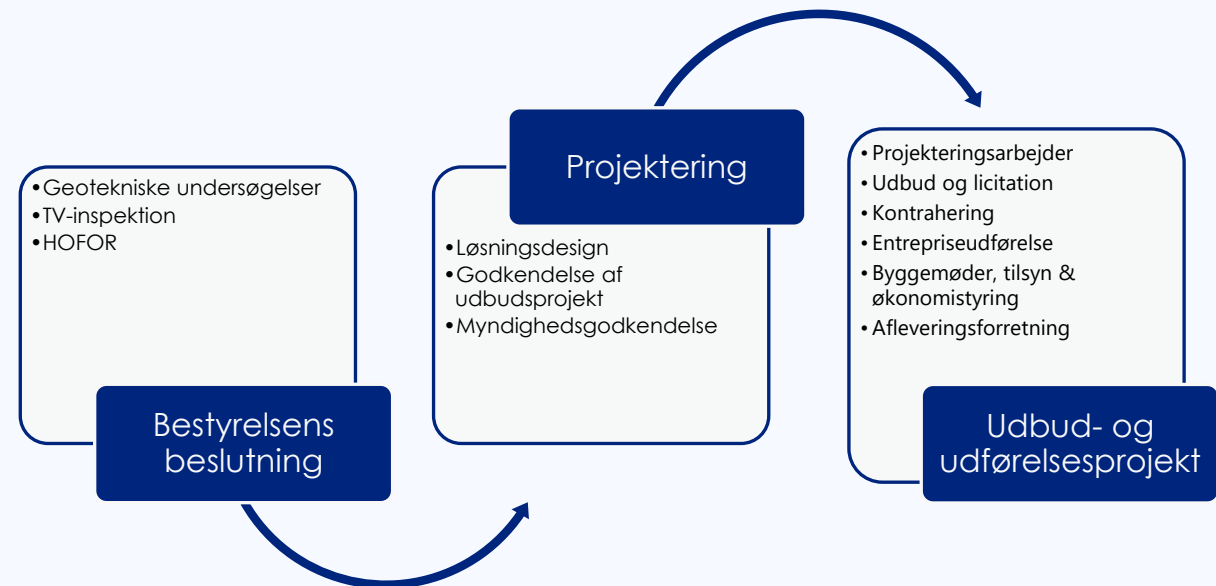 •Geotekniske undersøgelser
•TV-inspektion
•HOFOR
Bestyrelsens
beslutning
Projektering
•Løsningsdesign
•Godkendelse af
udbudsprojekt
•Myndighedsgodkendelse
•Projekteringsarbejder
•Udbud og licitation
•Kontrahering
•Entrepriseudførelse
•Byggemøder, tilsyn &
økonomistyring
•Afleveringsforretning
Udbud- og
udførelsesprojekt